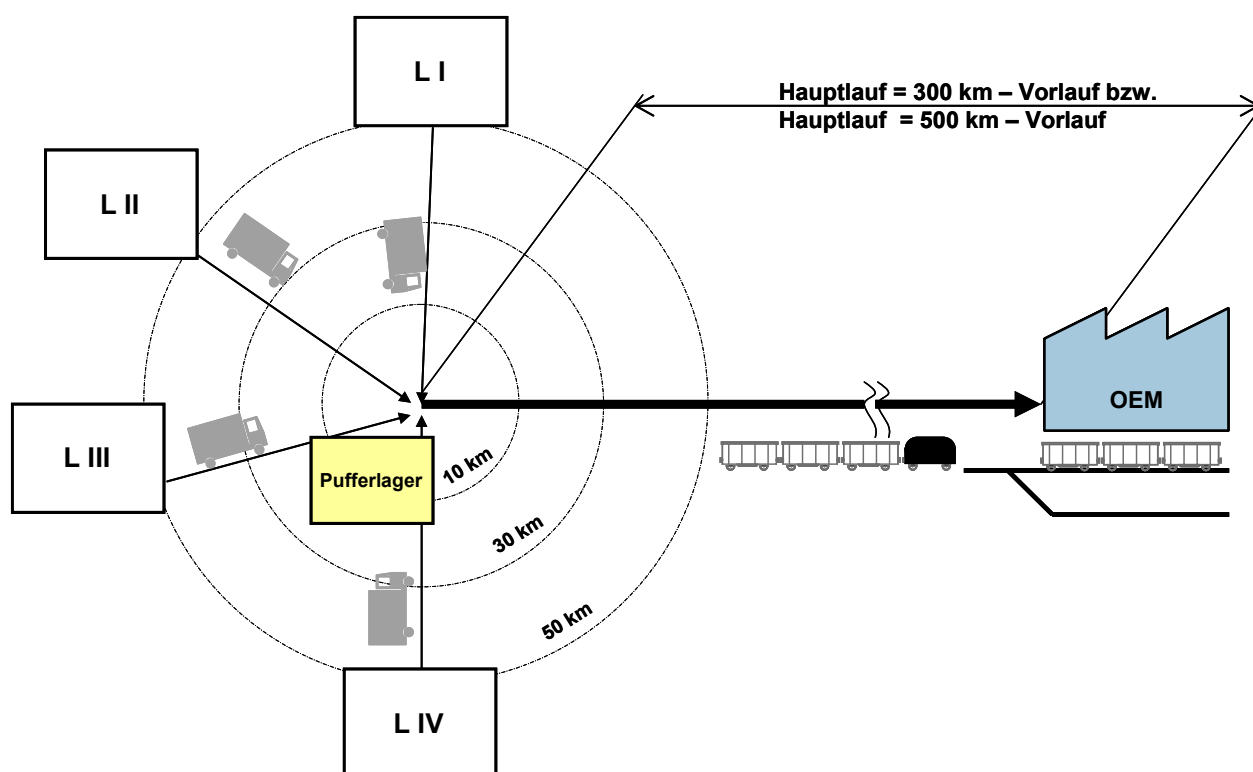 L I
Hauptlauf = 300 km – Vorlauf bzw.
Hauptlauf  = 500 km – Vorlauf
L II
OEM
L III
Pufferlager
10 km
30 km
50 km
L IV